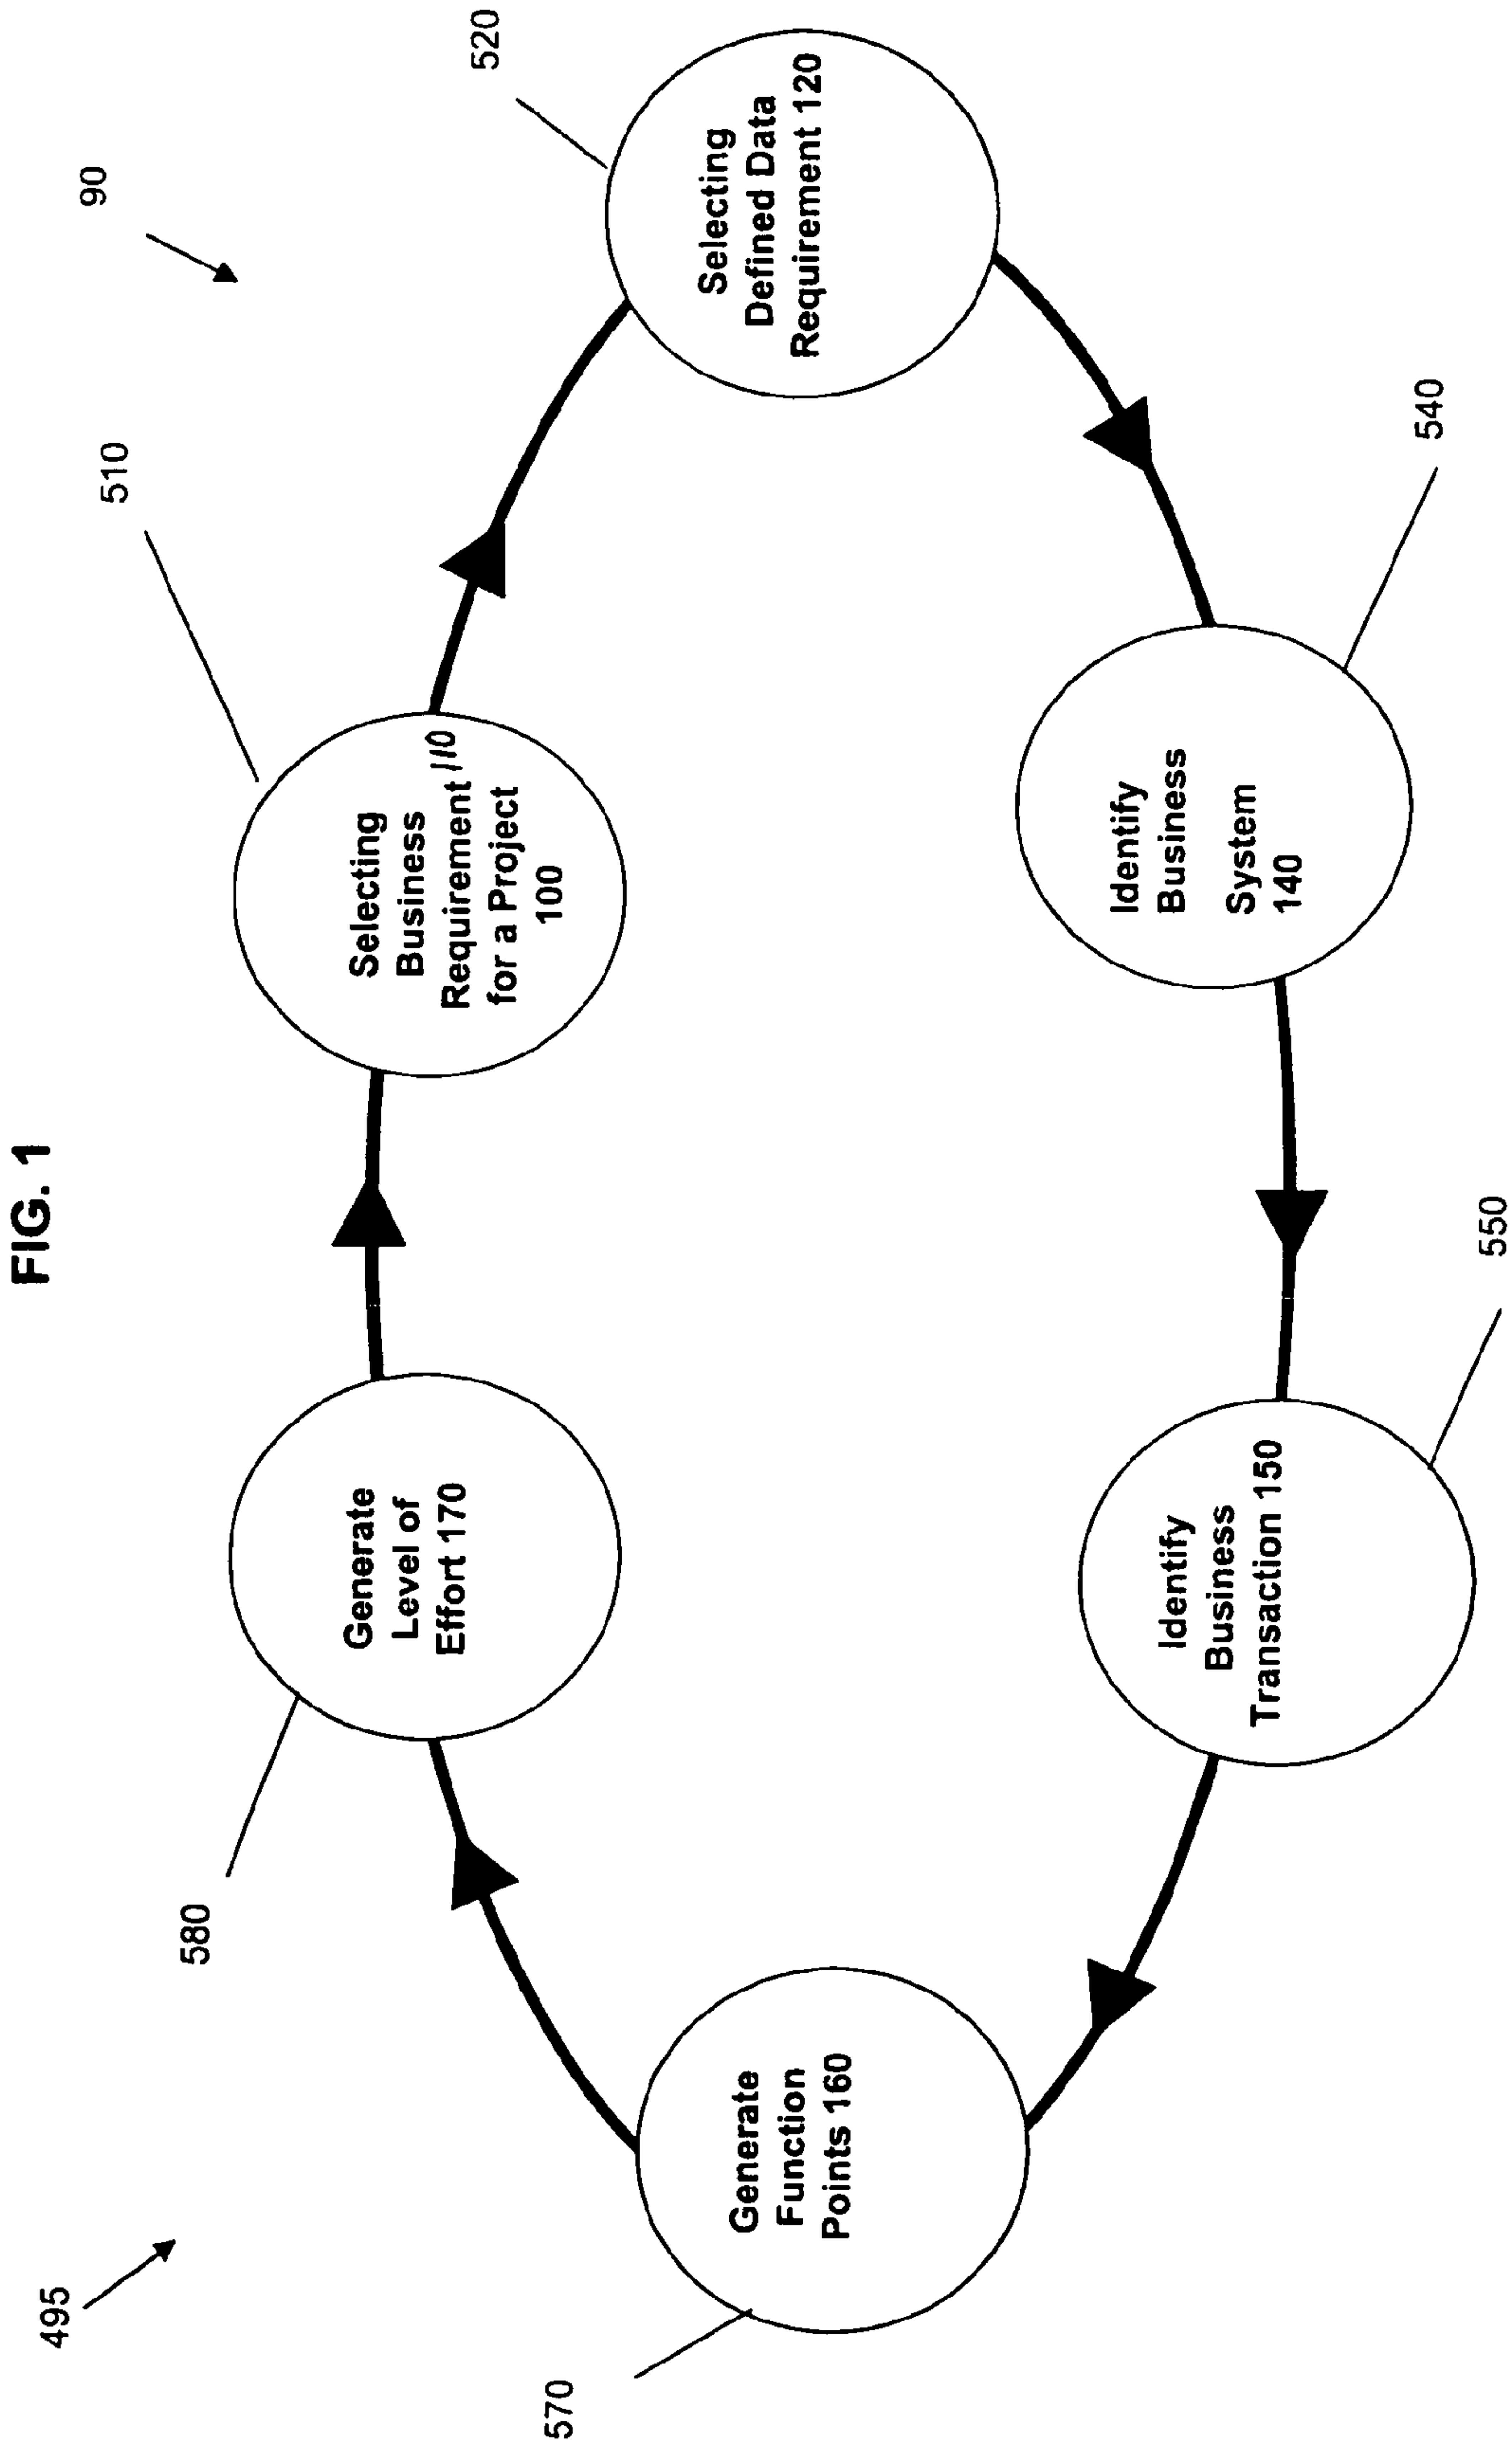 FIG. 1
495
90
580
510
520
Generate
Level of
Effort 170
Selecting
Business
Requirement 110
for a Project
100
Selecting
Defined Data
Requirement 120
570
Generate
Function
Points 160
Identify
Business
Transaction 150
550
Identify
Business
System
140
540